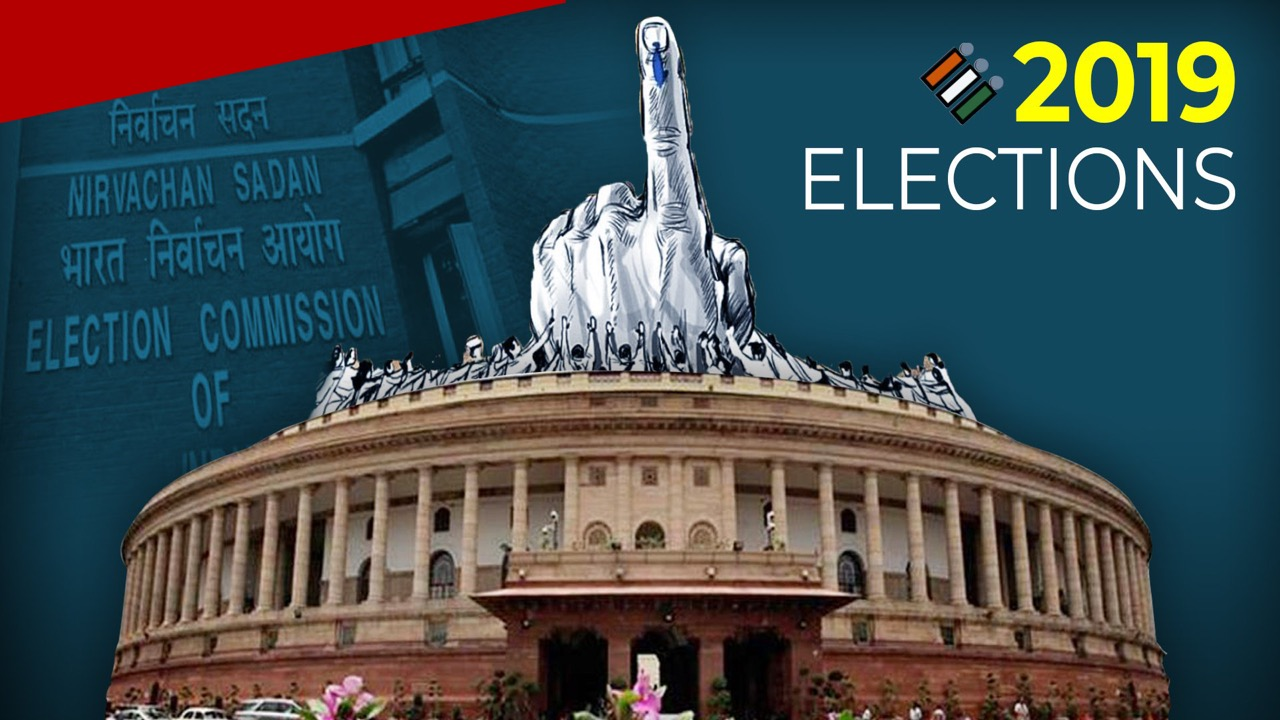 निर्वाचन सदन
NIRVACHAN SADAN
भारत निर्वाचन आयोग
ELECTION COMMISSION
OF
2019
ELECTIONS